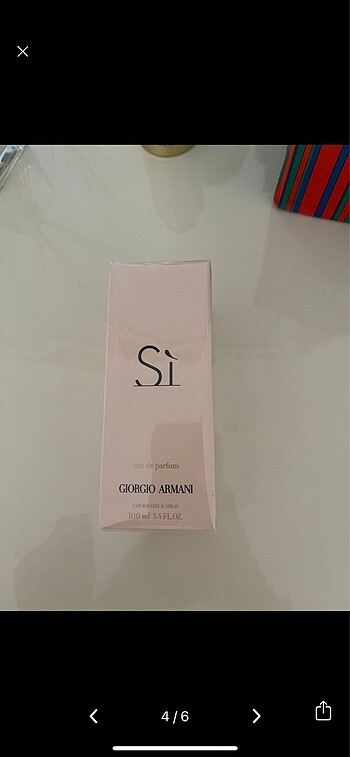 Sì
eau de parfum
GIORGIO ARMANI
VAPORISATEUR SPRAY
100 ml 3.4 FL.OZ.
4 / 6